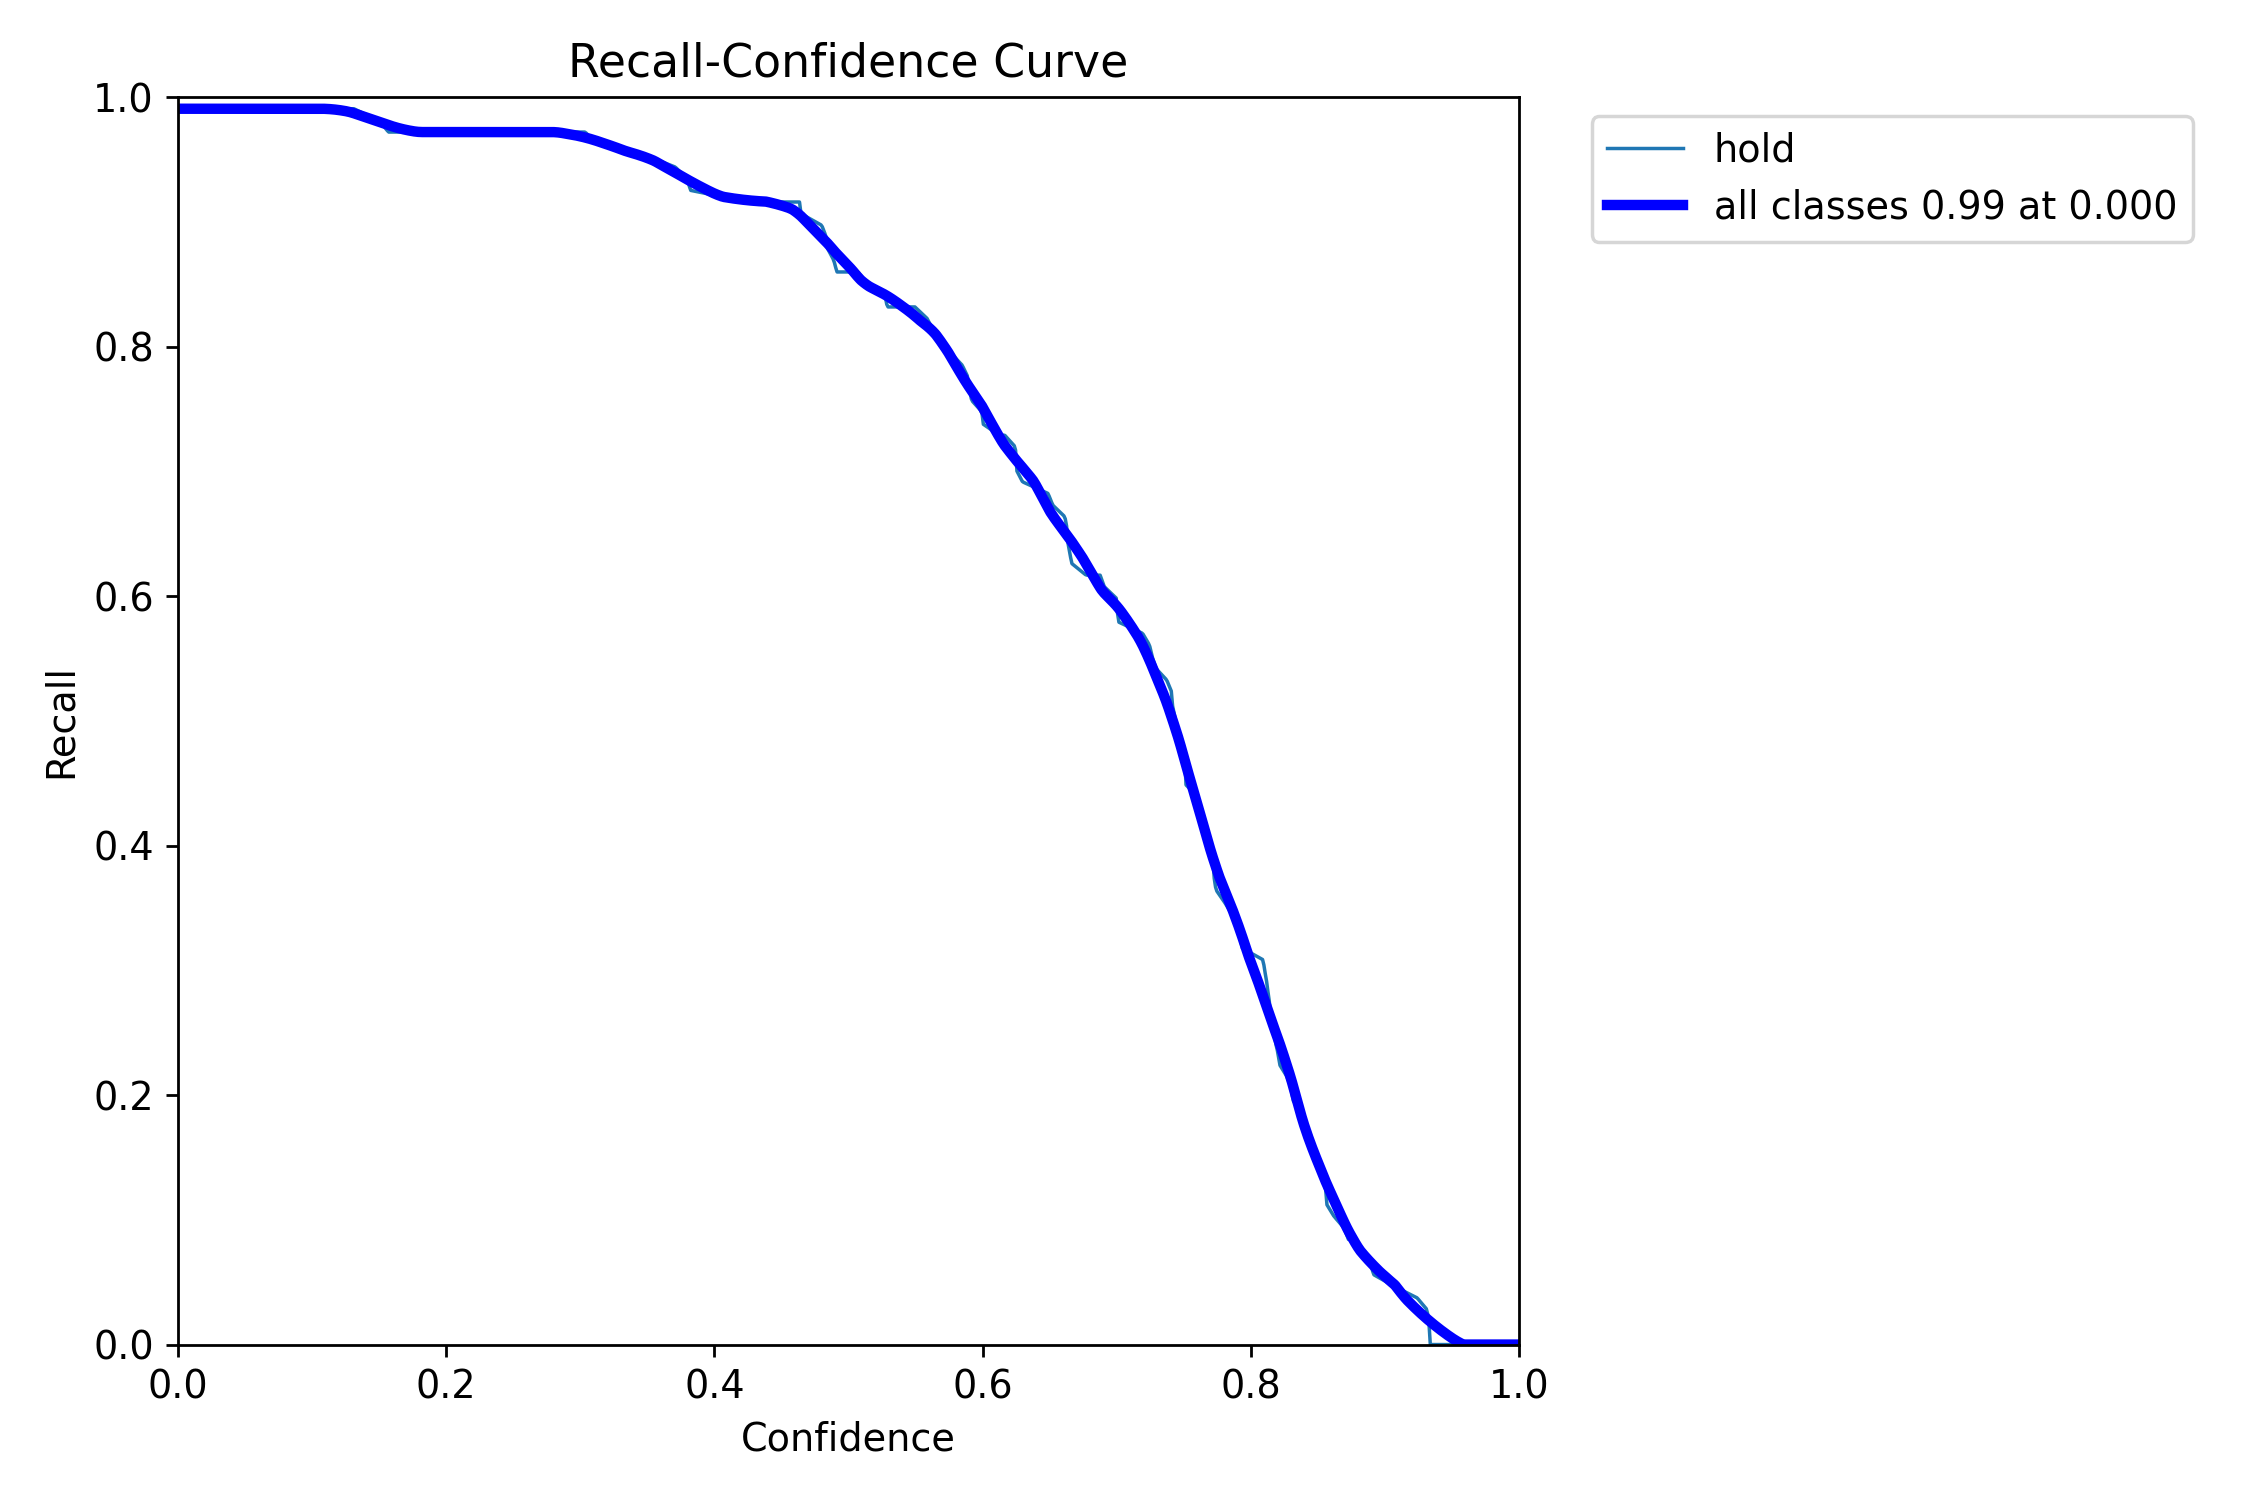 Recall-Confidence Curve
1.0
0.8
0.6
0.4
0.2
0.0
Recall
0.0 0.2 0.4 0.6 0.8 1.0
Confidence
hold
all classes 0.99 at 0.000